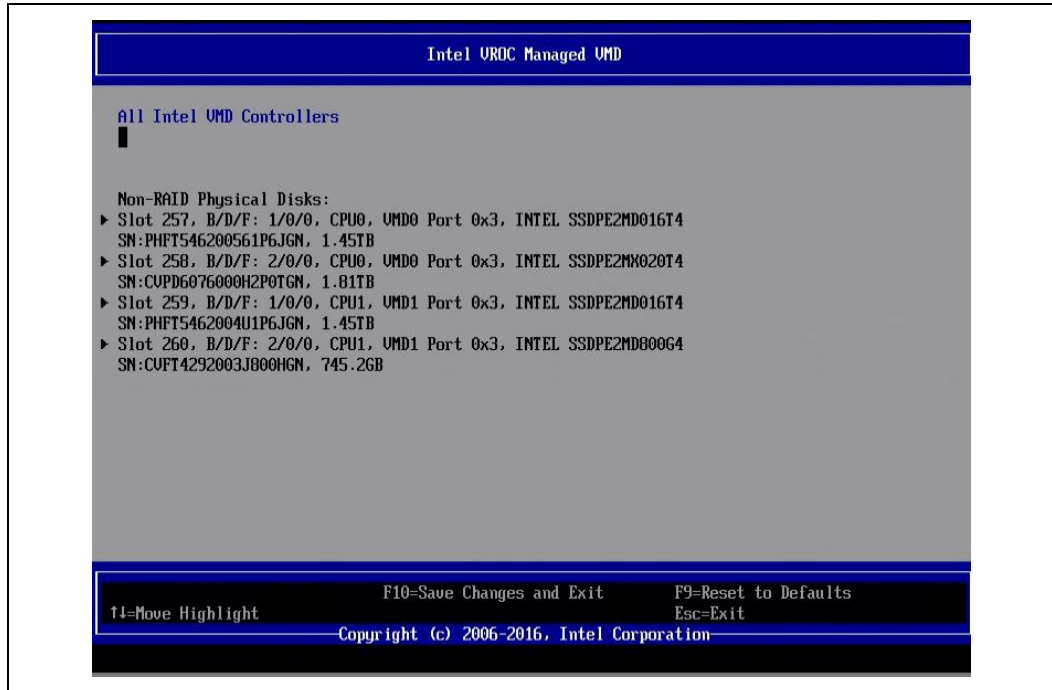 Intel VROC Managed VMD
All Intel VMD Controllers
Non-RAID Physical Disks:
Slot 257, B/D/F: 1/0/0, CPU0, VMD0 Port 0x3, INTEL SSDPE2MD016T4
SN:PHFT546200561P6JGN, 1.45TB
Slot 258, B/D/F: 2/0/0, CPU0, VMD0 Port 0x3, INTEL SSDPE2MX020T4
SN:CVPD6076000H2P0TGN, 1.81TB
Slot 259, B/D/F: 1/0/0, CPU1, VMD1 Port 0x3, INTEL SSDPE2MD016T4
SN:PHFT5462004U1P6JGN, 1.45TB
Slot 260, B/D/F: 2/0/0, CPU1, VMD1 Port 0x3, INTEL SSDPE2MD800G4
SN:CVFT4292003J800HGN, 745.2GB
F10=Save Changes and Exit F9=Reset to Defaults
↑↓=Move Highlight Esc=Exit
Copyright (c) 2006-2016, Intel Corporation